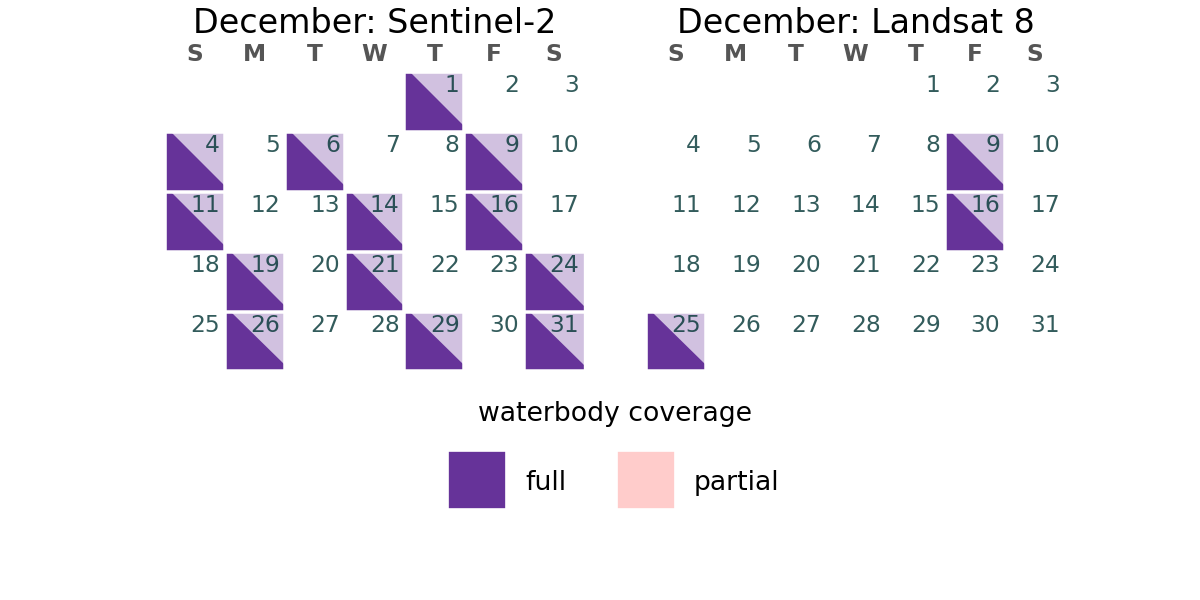 December: Sentinel-2
S M T W T F S
1 2 3
4 5 6 7 8 9 10
11 12 13 14 15 16 17
18 19 20 21 22 23 24
25 26 27 28 29 30 31
December: Landsat 8
S M T W T F S
1 2 3
4 5 6 7 8 9 10
11 12 13 14 15 16 17
18 19 20 21 22 23 24
25 26 27 28 29 30 31
waterbody coverage
full partial